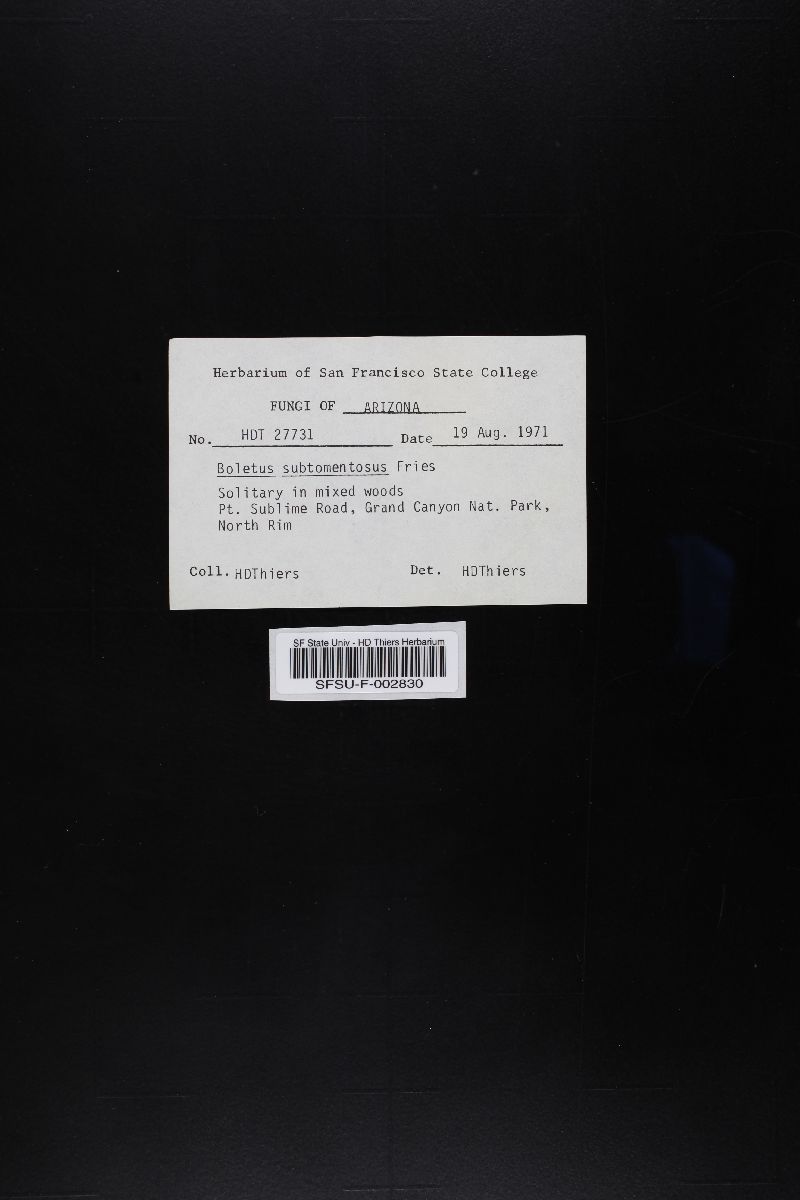 Herbarium of San Francisco State College
FUNGI OF ARIZONA
No. HDT 27731 Date 19 Aug. 1971
Boletus subtomentosus Fries
Solitary in mixed woods
Pt. Sublime Road, Grand Canyon Nat. Park,
North Rim
Coll. HDThiers Det. HDThiers
SF State Univ - HD Thiers Herbarium
SFSU-F-002830